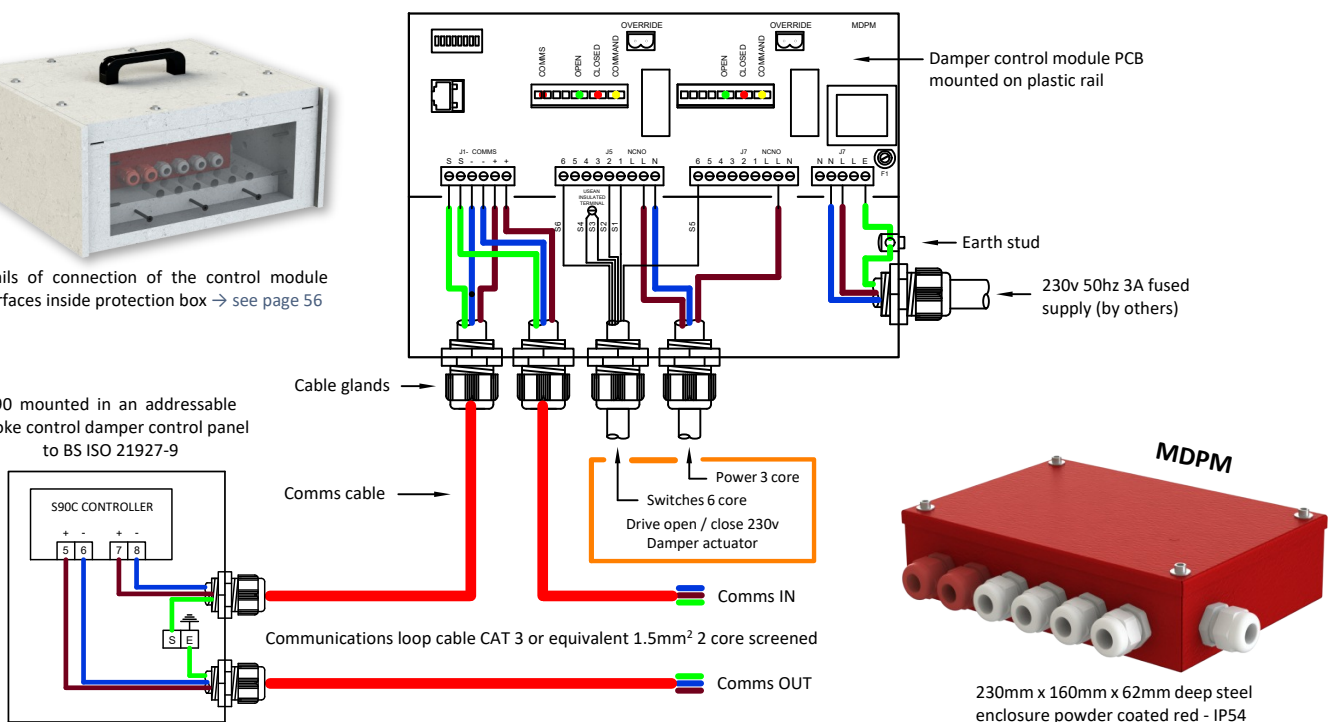 OVERRIDE
OVERRIDE
MDPM
COMMS
OPEN
CLOSED
COMMAND
OPEN
CLOSED
COMMAND
Damper control module PCB
mounted on plastic rail
J1- COMMS
S S - - + +
J5 NCNO
6 5 4 3 2 1 L L N
J7 NCNO
6 5 4 3 2 1 L L N
J7
N N L L E
F1
USEAN
INSULATED
TERMINAL
S6
S4
S3
S2
S1
S5
Earth stud
230v 50hz 3A fused
supply (by others)
ails of connection of the control module
rfaces inside protection box → see page 56
Cable glands
90 mounted in an addressable
oke control damper control panel
to BS ISO 21927-9
Comms cable
Power 3 core
Switches 6 core
Drive open / close 230v
Damper actuator
S90C CONTROLLER
+ - + -
5 6 7 8
S E
Comms IN
Communications loop cable CAT 3 or equivalent 1.5mm² 2 core screened
Comms OUT
MDPM
230mm x 160mm x 62mm deep steel
enclosure powder coated red - IP54